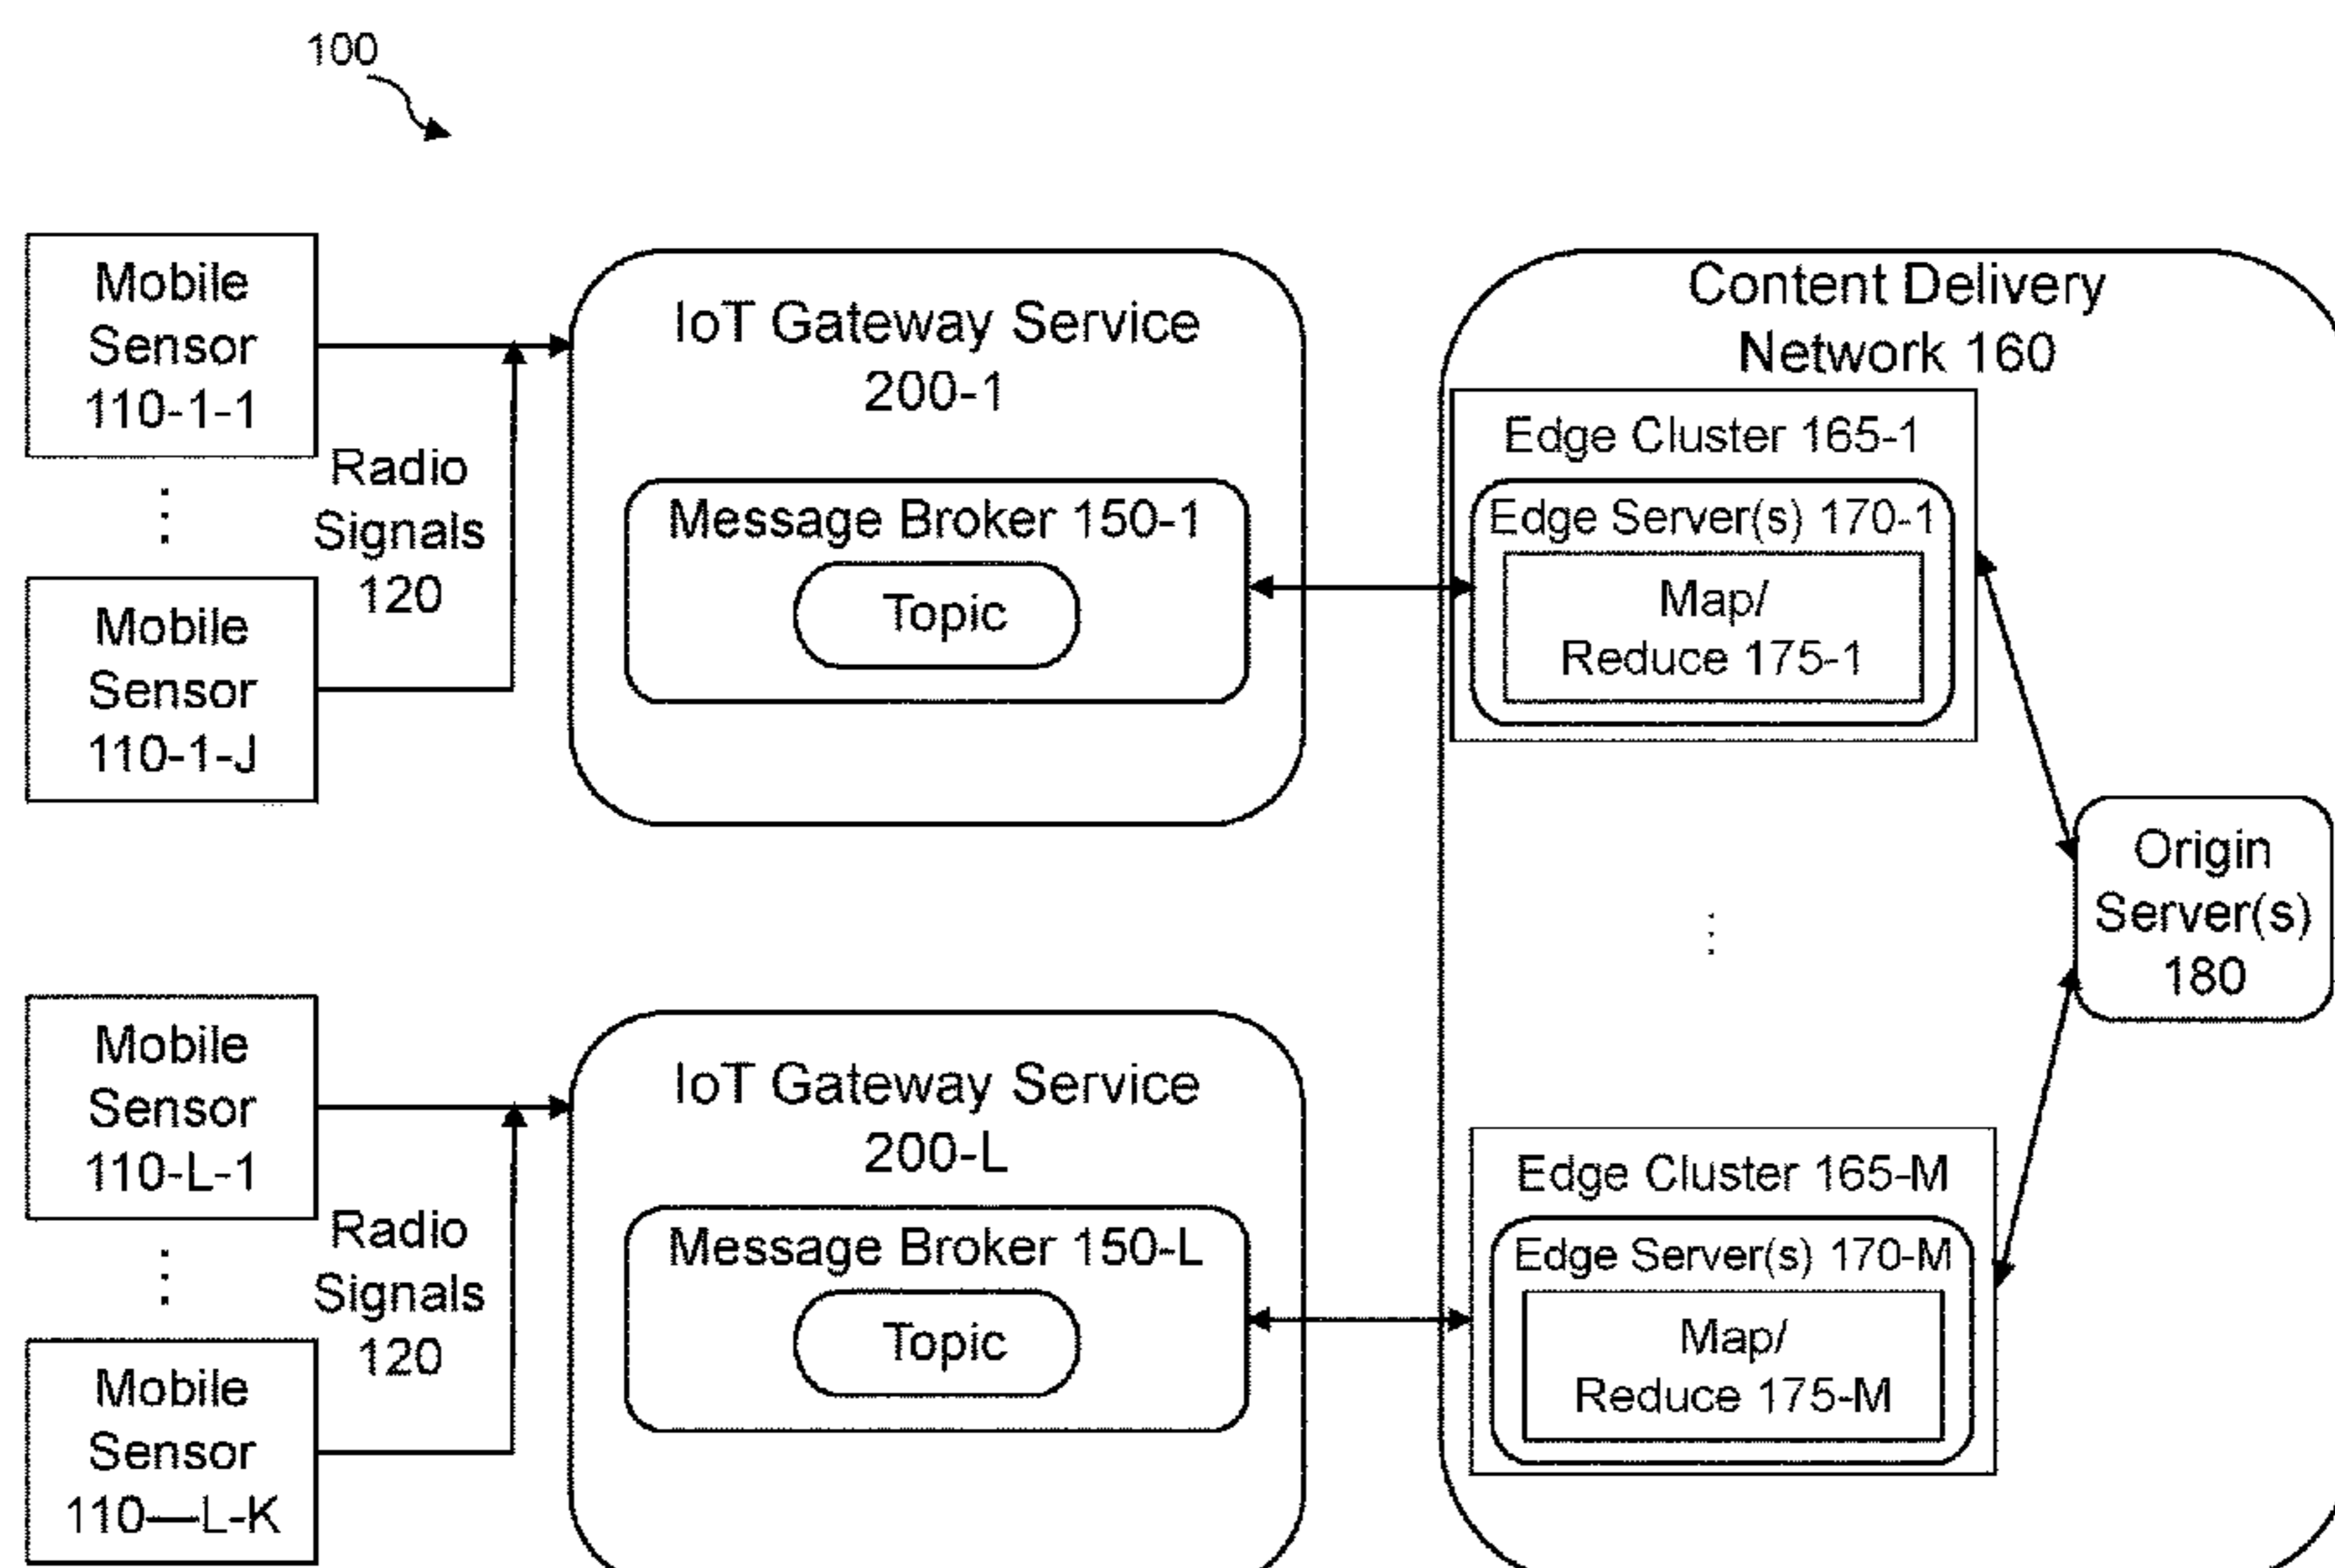 100
Mobile
Sensor
110-1-1
Radio
Signals
120
Mobile
Sensor
110-1-J
IoT Gateway Service
200-1
Message Broker 150-1
Topic
Content Delivery
Network 160
Edge Cluster 165-1
Edge Server(s) 170-1
Map/
Reduce 175-1
Origin
Server(s)
180
Mobile
Sensor
110-L-1
Radio
Signals
120
Mobile
Sensor
110—L-K
IoT Gateway Service
200-L
Message Broker 150-L
Topic
Edge Cluster 165-M
Edge Server(s) 170-M
Map/
Reduce 175-M